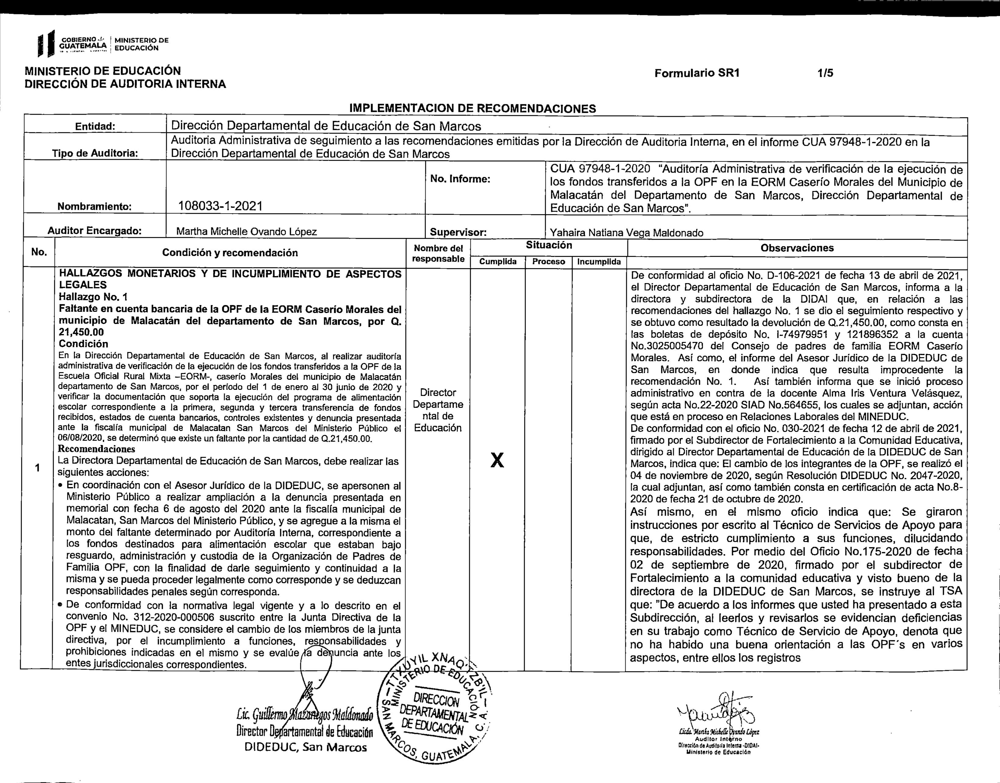 GOBIERNO de
GUATEMALA
MINISTERIO DE
EDUCACIÓN
MINISTERIO DE EDUCACIÓN
DIRECCIÓN DE AUDITORIA INTERNA
Formulario SR1 1/5
IMPLEMENTACION DE RECOMENDACIONES
Entidad: Dirección Departamental de Educación de San Marcos
Tipo de Auditoria: Auditoria Administrativa de seguimiento a las recomendaciones emitidas por la Dirección de Auditoria Interna, en el informe CUA 97948-1-2020 en la
Dirección Departamental de Educación de San Marcos
Nombramiento: 108033-1-2021
No. Informe:
CUA 97948-1-2020 “Auditoría Administrativa de verificación de la ejecución de
los fondos transferidos a la OPF en la EORM Caserío Morales del Municipio de
Malacatán del Departamento de San Marcos, Dirección Departamental de
Educación de San Marcos".
Auditor Encargado: Martha Michelle Ovando López
Supervisor: Yahaira Natiana Vega Maldonado
No.
Condición y recomendación
Nombre del
responsable
Situación
Cumplida Proceso Incumplida
Observaciones
1
HALLAZGOS MONETARIOS Y DE INCUMPLIMIENTO DE ASPECTOS
LEGALES
Hallazgo No. 1
Faltante en cuenta bancaria de la OPF de la EORM Caserío Morales del
municipio de Malacatán del departamento de San Marcos, por Q.
21,450.00
Condición
En la Dirección Departamental de Educación de San Marcos, al realizar auditoría
administrativa de verificación de la ejecución de los fondos transferidos a la OPF de la
Escuela Oficial Rural Mixta –EORM-, caserío Morales del municipio de Malacatán
departamento de San Marcos, por el período del 1 de enero al 30 junio de 2020 y
verificar la documentación que soporta la ejecución del programa de alimentación
escolar correspondiente a la primera, segunda y tercera transferencia de fondos
recibidos, estados de cuenta bancarios, controles existentes y denuncia presentada
ante la fiscalía municipal de Malacatan San Marcos del Ministerio Público el
06/08/2020, se determinó que existe un faltante por la cantidad de Q.21,450.00.
Recomendaciones
La Directora Departamental de Educación de San Marcos, debe realizar las
siguientes acciones:
• En coordinación con el Asesor Jurídico de la DIDEDUC, se apersonen al
Ministerio Público a realizar ampliación a la denuncia presentada en
memorial con fecha 6 de agosto del 2020 ante la fiscalía municipal de
Malacatan, San Marcos del Ministerio Público, y se agregue a la misma el
monto del faltante determinado por Auditoría Interna, correspondiente a
los fondos destinados para alimentación escolar que estaban bajo
resguardo, administración y custodia de la Organización de Padres de
Familia OPF, con la finalidad de darle seguimiento y continuidad a la
misma y se pueda proceder legalmente como corresponde y se deduzcan
responsabilidades penales según corresponda.
• De conformidad con la normativa legal vigente y a lo descrito en el
convenio No. 312-2020-000506 suscrito entre la Junta Directiva de la
OPF y el MINEDUC, se considere el cambio de los miembros de la junta
directiva, por el incumplimiento a funciones, responsabilidades y
prohibiciones indicadas en el mismo y se evalúe la denuncia ante los
entes jurisdiccionales correspondientes.
Director
Departame
ntal de
Educación
X
De conformidad al oficio No. D-106-2021 de fecha 13 de abril de 2021,
el Director Departamental de Educación de San Marcos, informa a la
directora y subdirectora de la DIDAI que, en relación a las
recomendaciones del hallazgo No. 1 se dio el seguimiento respectivo y
se obtuvo como resultado la devolución de Q.21,450.00, como consta en
las boletas de depósito No. I-74979951 y 121896352 a la cuenta
No.3025005470 del Consejo de padres de familia EORM Caserío
Morales. Así como, el informe del Asesor Jurídico de la DIDEDUC de
San Marcos, en donde indica que resulta improcedente la
recomendación No. 1. Así también informa que se inició proceso
administrativo en contra de la docente Alma Iris Ventura Velásquez,
según acta No.22-2020 SIAD No.564655, los cuales se adjuntan, acción
que está en proceso en Relaciones Laborales del MINEDUC.
De conformidad con el oficio No. 030-2021 de fecha 12 de abril de 2021,
firmado por el Subdirector de Fortalecimiento a la Comunidad Educativa,
dirigido al Director Departamental de Educación de la DIDEDUC de San
Marcos, indica que: El cambio de los integrantes de la OPF, se realizó el
04 de noviembre de 2020, según Resolución DIDEDUC No. 2047-2020,
la cual adjuntan, así como también consta en certificación de acta No.8-
2020 de fecha 21 de octubre de 2020.
Así mismo, en el mismo oficio indica que: Se giraron
instrucciones por escrito al Técnico de Servicios de Apoyo para
que, de estricto cumplimiento a sus funciones, dilucidando
responsabilidades. Por medio del Oficio No.175-2020 de fecha
02 de septiembre de 2020, firmado por el subdirector de
Fortalecimiento a la comunidad educativa y visto bueno de la
directora de la DIDEDUC de San Marcos, se instruye al TSA
que: "De acuerdo a los informes que usted ha presentado a esta
Subdirección, al leerlos y revisarlos se evidencian deficiencias
en su trabajo como Técnico de Servicio de Apoyo, denota que
no ha habido una buena orientación a las OPF´s en varios
aspectos, entre ellos los registros
Lic. Guillermo Mazariegos Maldonado
Director Departamental de Educación
DIDEDUC, San Marcos
TTXUYIL XNAQ'TZB'IL
MINISTERIO DE EDUCACIÓN
DIRECCION
DEPARTAMENTAL
DE EDUCACIÓN
SAN MARCOS, GUATEMALA, C. A.
Licda. Martha Michelle Ovando López
Auditor Interno
Dirección de Auditoría Interna -DIDAI-
Ministerio de Educación